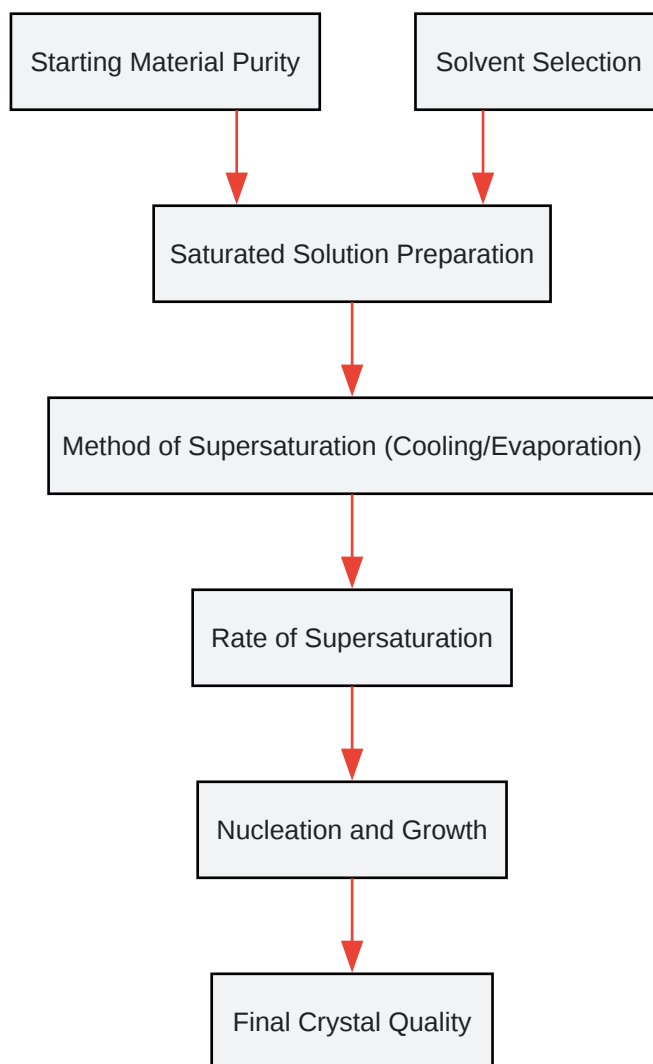 Starting Material Purity
Solvent Selection
Saturated Solution Preparation
Method of Supersaturation (Cooling/Evaporation)
Rate of Supersaturation
Nucleation and Growth
Final Crystal Quality